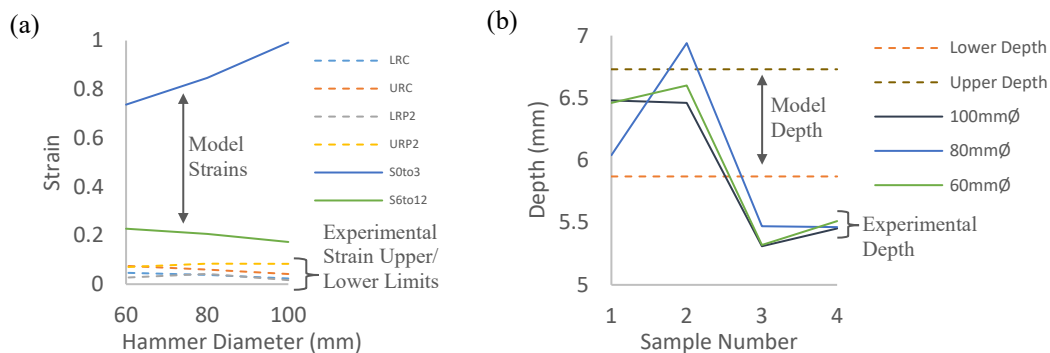 (a)
1
0.8
0.6
0.4
0.2
0
Strain
60
80
100
Hammer Diameter (mm)
Model
Strains
Experimental
Strain Upper/
Lower Limits
LRC
URC
LRP2
URP2
S0to3
S6to12
(b)
7
6.5
6
5.5
5
Depth (mm)
1
2
3
4
Sample Number
Model
Depth
Experimental
Depth
Lower Depth
Upper Depth
100mmØ
80mmØ
60mmØ